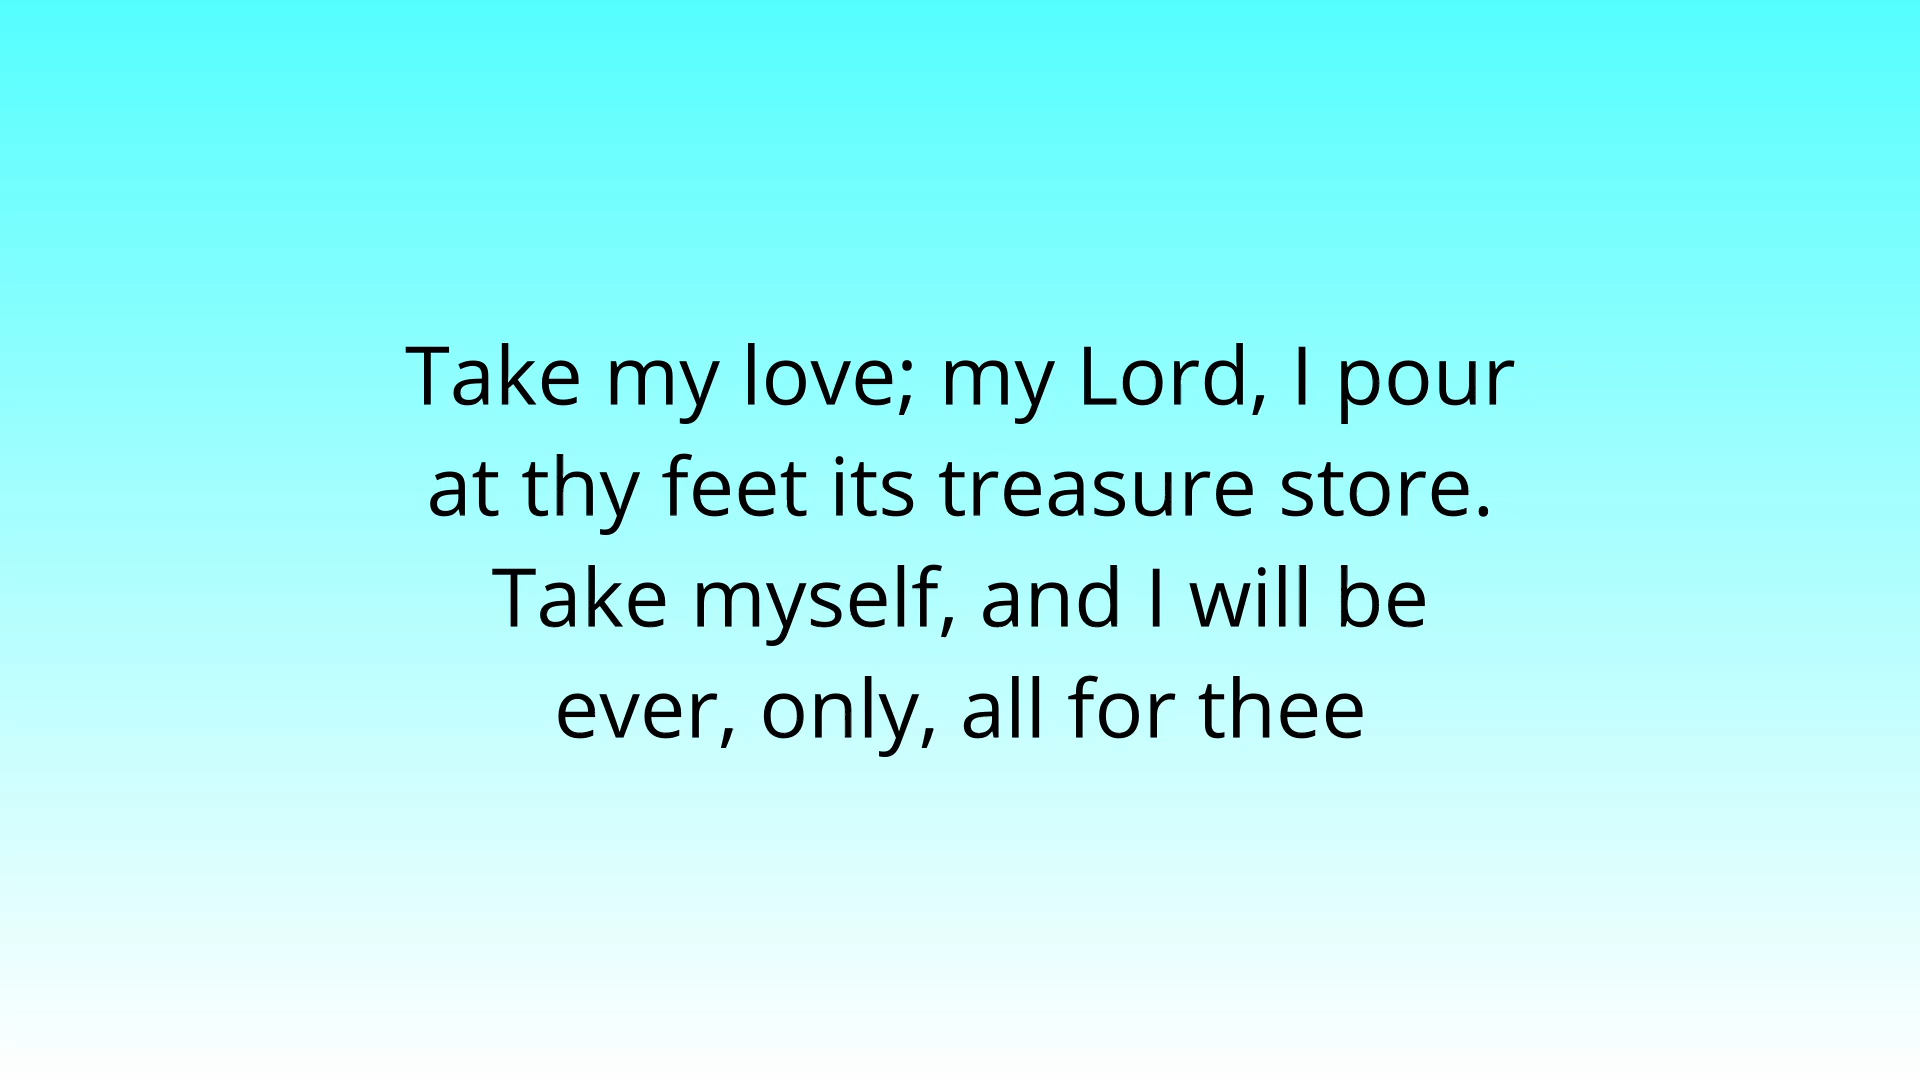 Take my love; my Lord, I pour
at thy feet its treasure store.
Take myself, and I will be
ever, only, all for thee